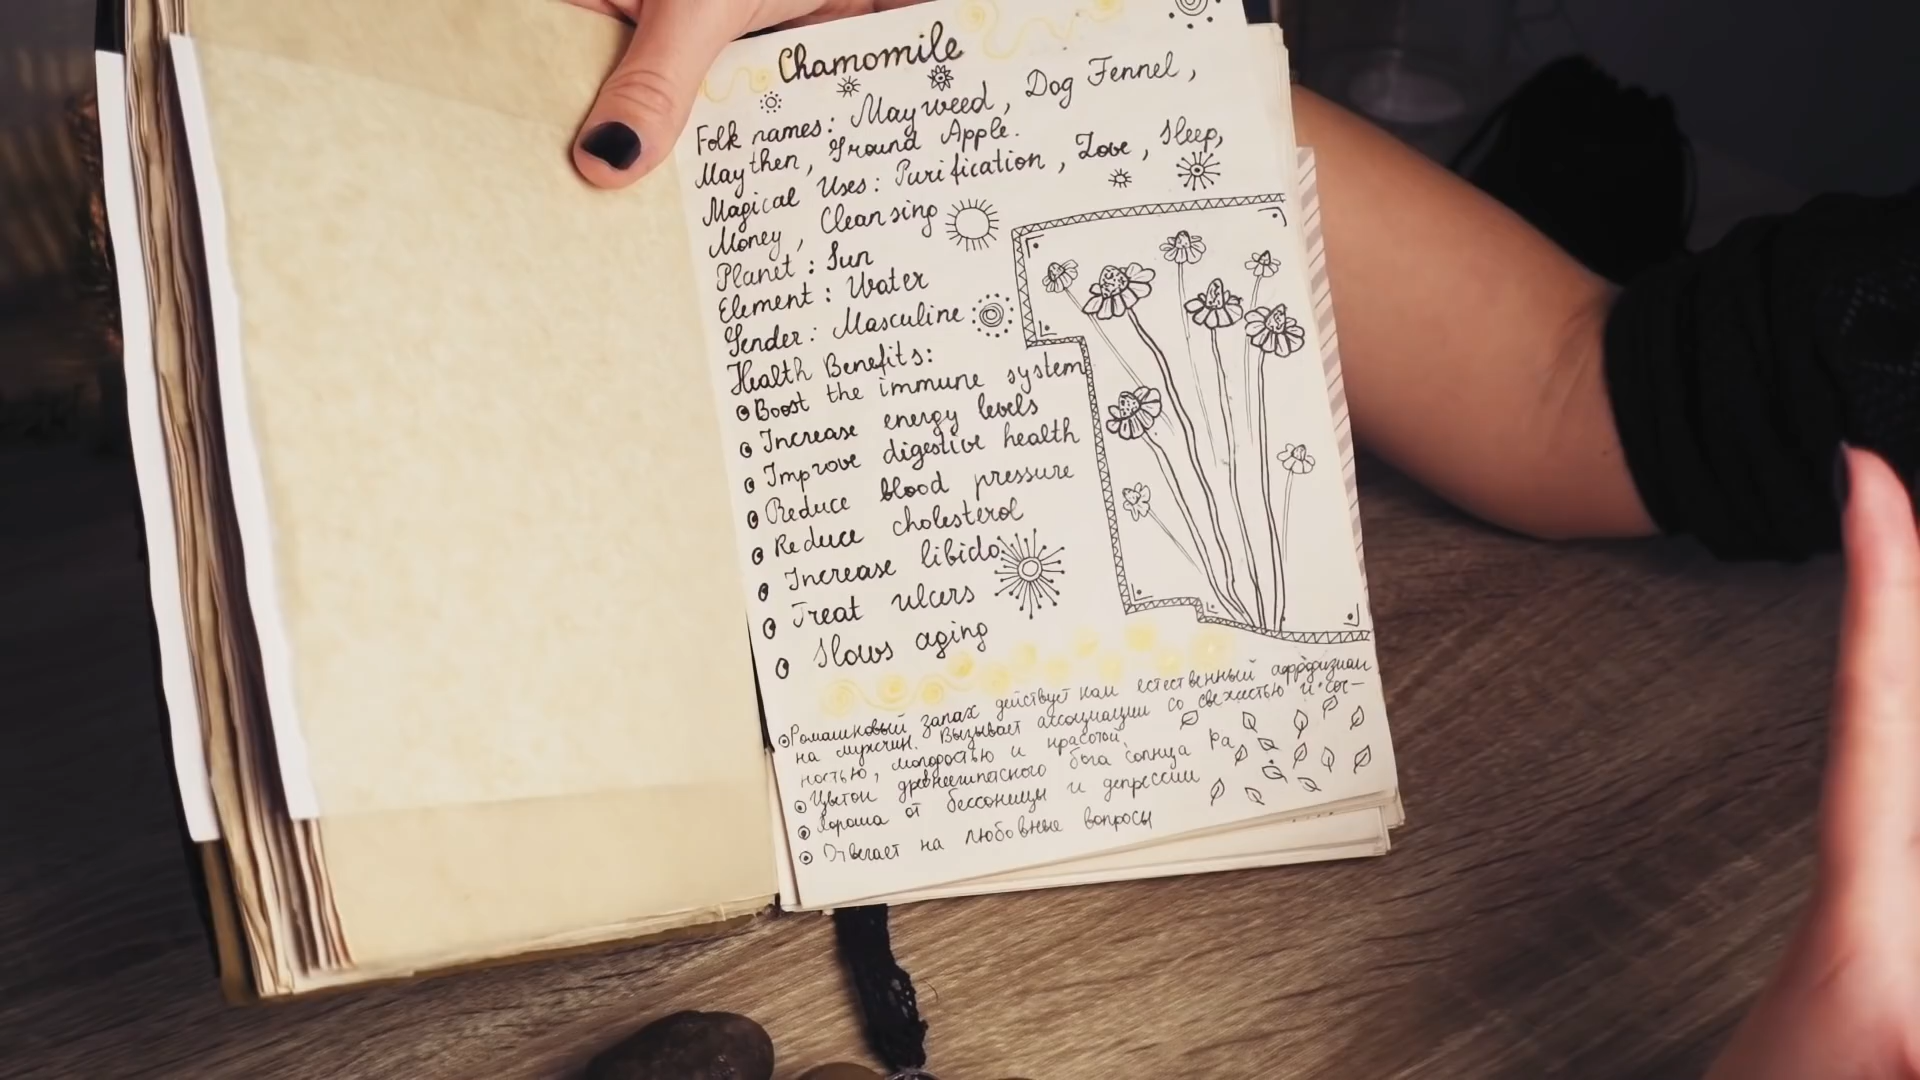 Chamomile
Folk names: Mayweed, Dog Fennel,
Maythen, Ground Apple.
Magical Uses: Purification, Love, Sleep,
Money, Cleansing
Planet: Sun
Element: Water
Gender: Masculine
Health Benefits:
Boost the immune system
Increase energy levels
Improve digestive health
Reduce blood pressure
Reduce cholesterol
Increase libido
Treat ulcers
Slows aging
Ромашковый запах действует как естественный афродизиак
на мужчин. Вызывает ассоциации со свежестью и соч-
ностью, молодостью и красотой.
Цветок древнеегипетского бога солнца Ра
Хороша от бессоницы и депрессии
Отвечает на любовные вопросы